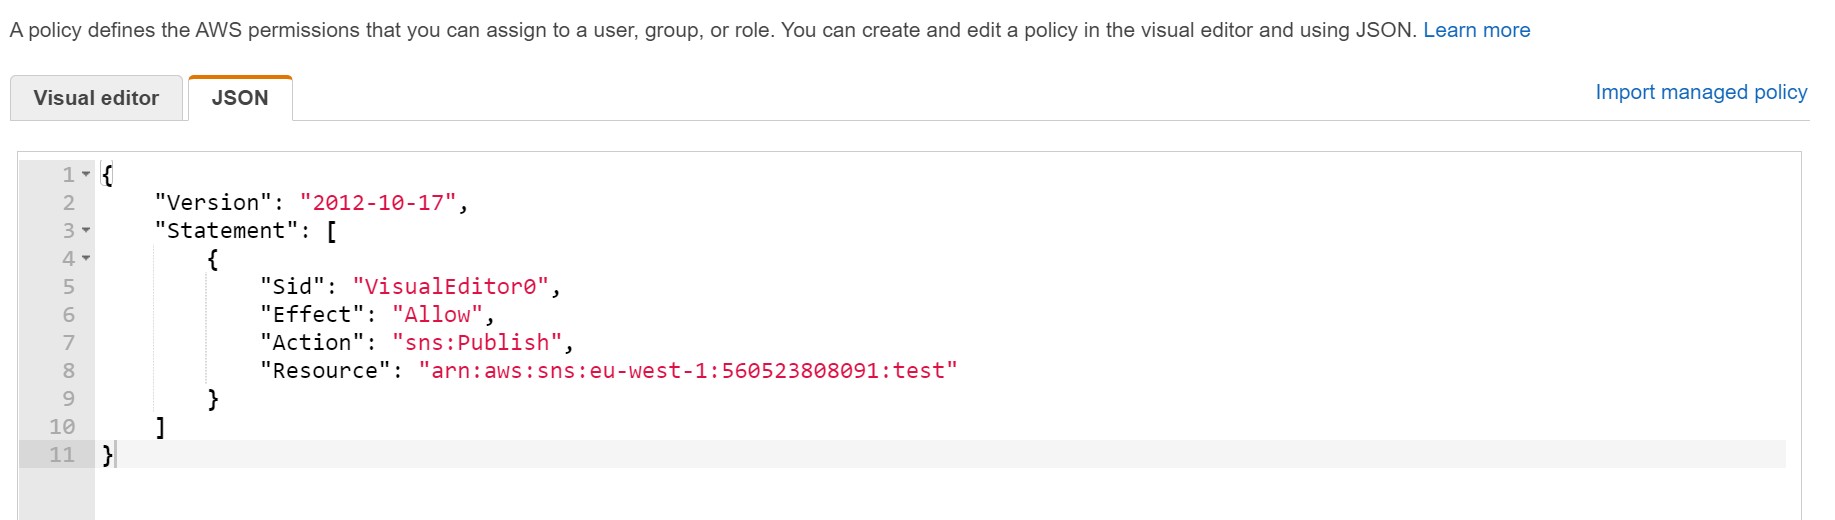 A policy defines the AWS permissions that you can assign to a user, group, or role. You can create and edit a policy in the visual editor and using JSON. Learn more
Visual editor
JSON
Import managed policy
1 {
2     "Version": "2012-10-17",
3     "Statement": [
4         {
5             "Sid": "VisualEditor0",
6             "Effect": "Allow",
7             "Action": "sns:Publish",
8             "Resource": "arn:aws:sns:eu-west-1:560523808091:test"
9         }
10     ]
11 }